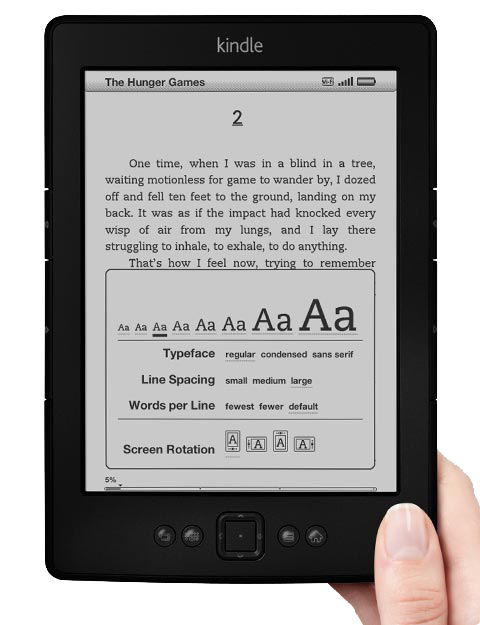 kindle
The Hunger Games Wi-Fi
2
One time, when I was in a blind in a tree,
waiting motionless for game to wander by, I dozed
off and fell ten feet to the ground, landing on my
back. It was as if the impact had knocked every
wisp of air from my lungs, and I lay there
struggling to inhale, to exhale, to do anything.
That's how I feel now, trying to remember
Aa Aa Aa Aa Aa Aa Aa Aa
Typeface regular condensed sans serif
Line Spacing small medium large
Words per Line fewest fewer default
Screen Rotation A A A A
5%